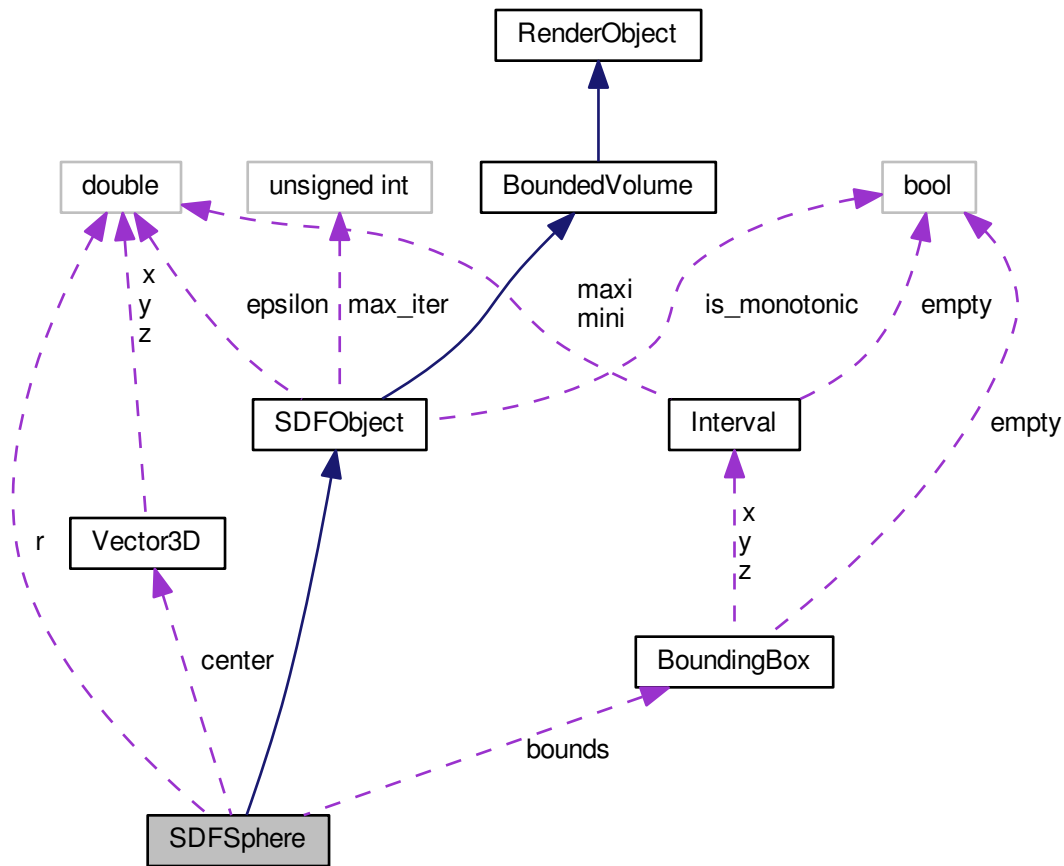 RenderObject
double
unsigned int
BoundedVolume
bool
x
y
z
epsilon
max_iter
maxi
mini
is_monotonic
empty
SDFObject
Interval
empty
r
Vector3D
x
y
z
center
BoundingBox
bounds
SDFSphere